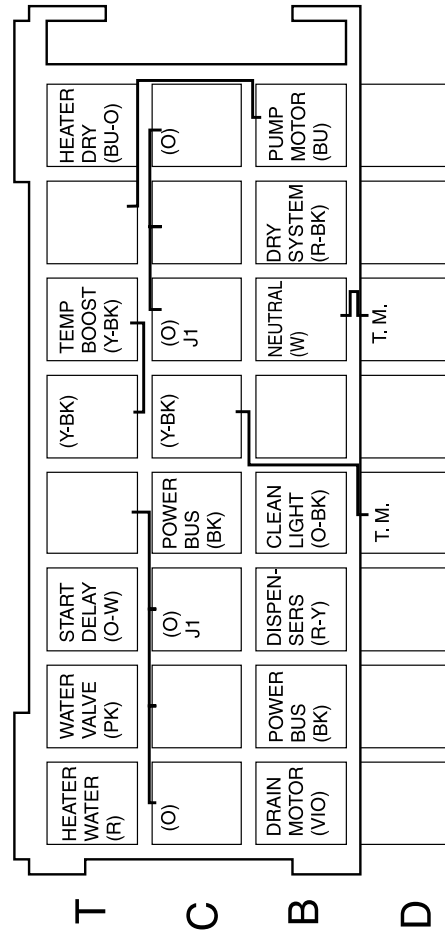 T
HEATER
WATER
(R)
WATER
VALVE
(PK)
START
DELAY
(O-W)
(Y-BK)
TEMP
BOOST
(Y-BK)
HEATER
DRY
(BU-O)
C
(O)
(O)
J1
POWER
BUS
(BK)
(Y-BK)
(O)
J1
(O)
B
DRAIN
MOTOR
(VIO)
POWER
BUS
(BK)
DISPEN-
SERS
(R-Y)
CLEAN
LIGHT
(O-BK)
NEUTRAL
(W)
DRY
SYSTEM
(R-BK)
PUMP
MOTOR
(BU)
D
T. M.
T. M.